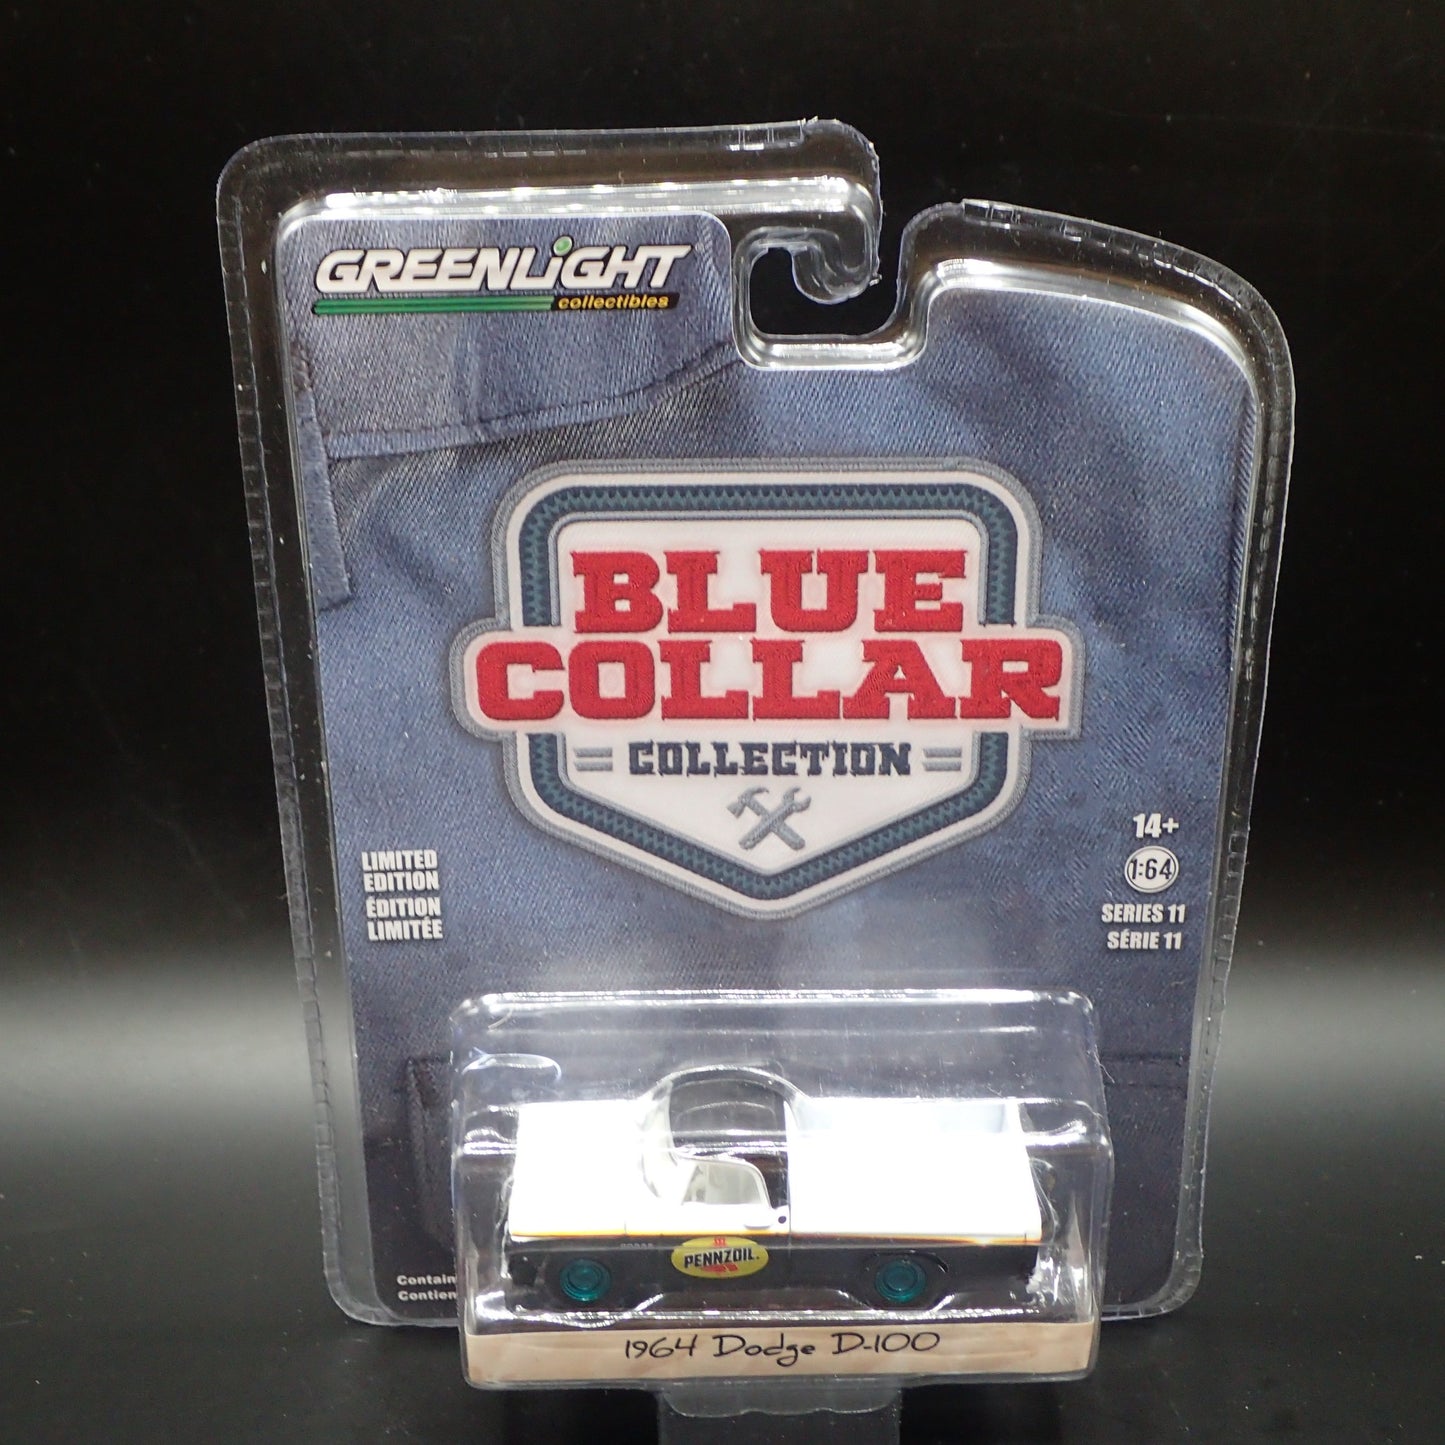 GREENLiGHT
collectibles
BLUE
COLLAR
COLLECTION
14+
1:64
SERIES 11
SÉRIE 11
LIMITED
EDITION
ÉDITION
LIMITÉE
PENNZOIL.
Contain
Contien
1964 Dodge D-100